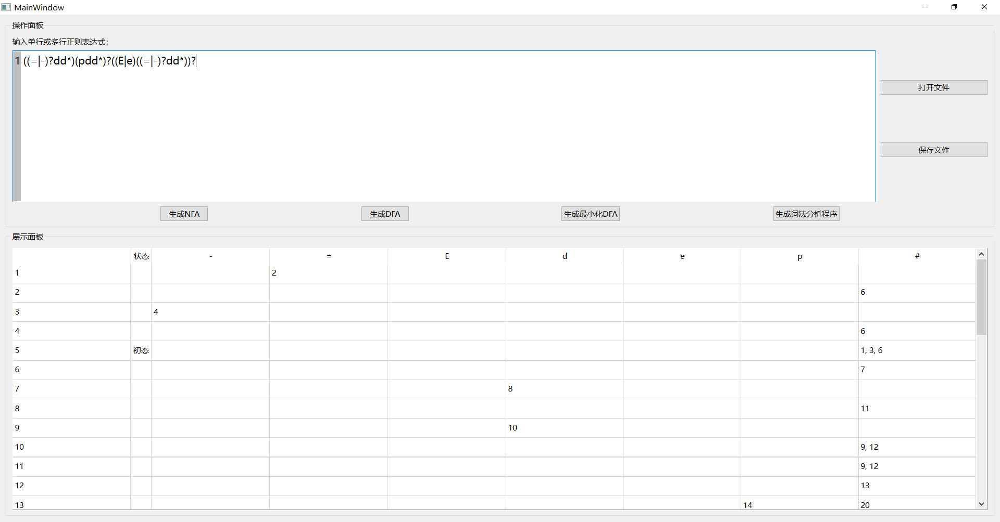 MainWindow
操作面板
输入单行或多行正则表达式:
1 ((=|-)?dd*)(pdd*)?((E|e)((=|-)?dd*))?
打开文件
保存文件
生成NFA 生成DFA 生成最小化DFA 生成词法分析程序
展示面板
状态 - = E d e p #
1 2
2 6
3 4
4 6
5 初态 1, 3, 6
6 7
7 8
8 11
9 10
10 9, 12
11 9, 12
12 13
13 14 20